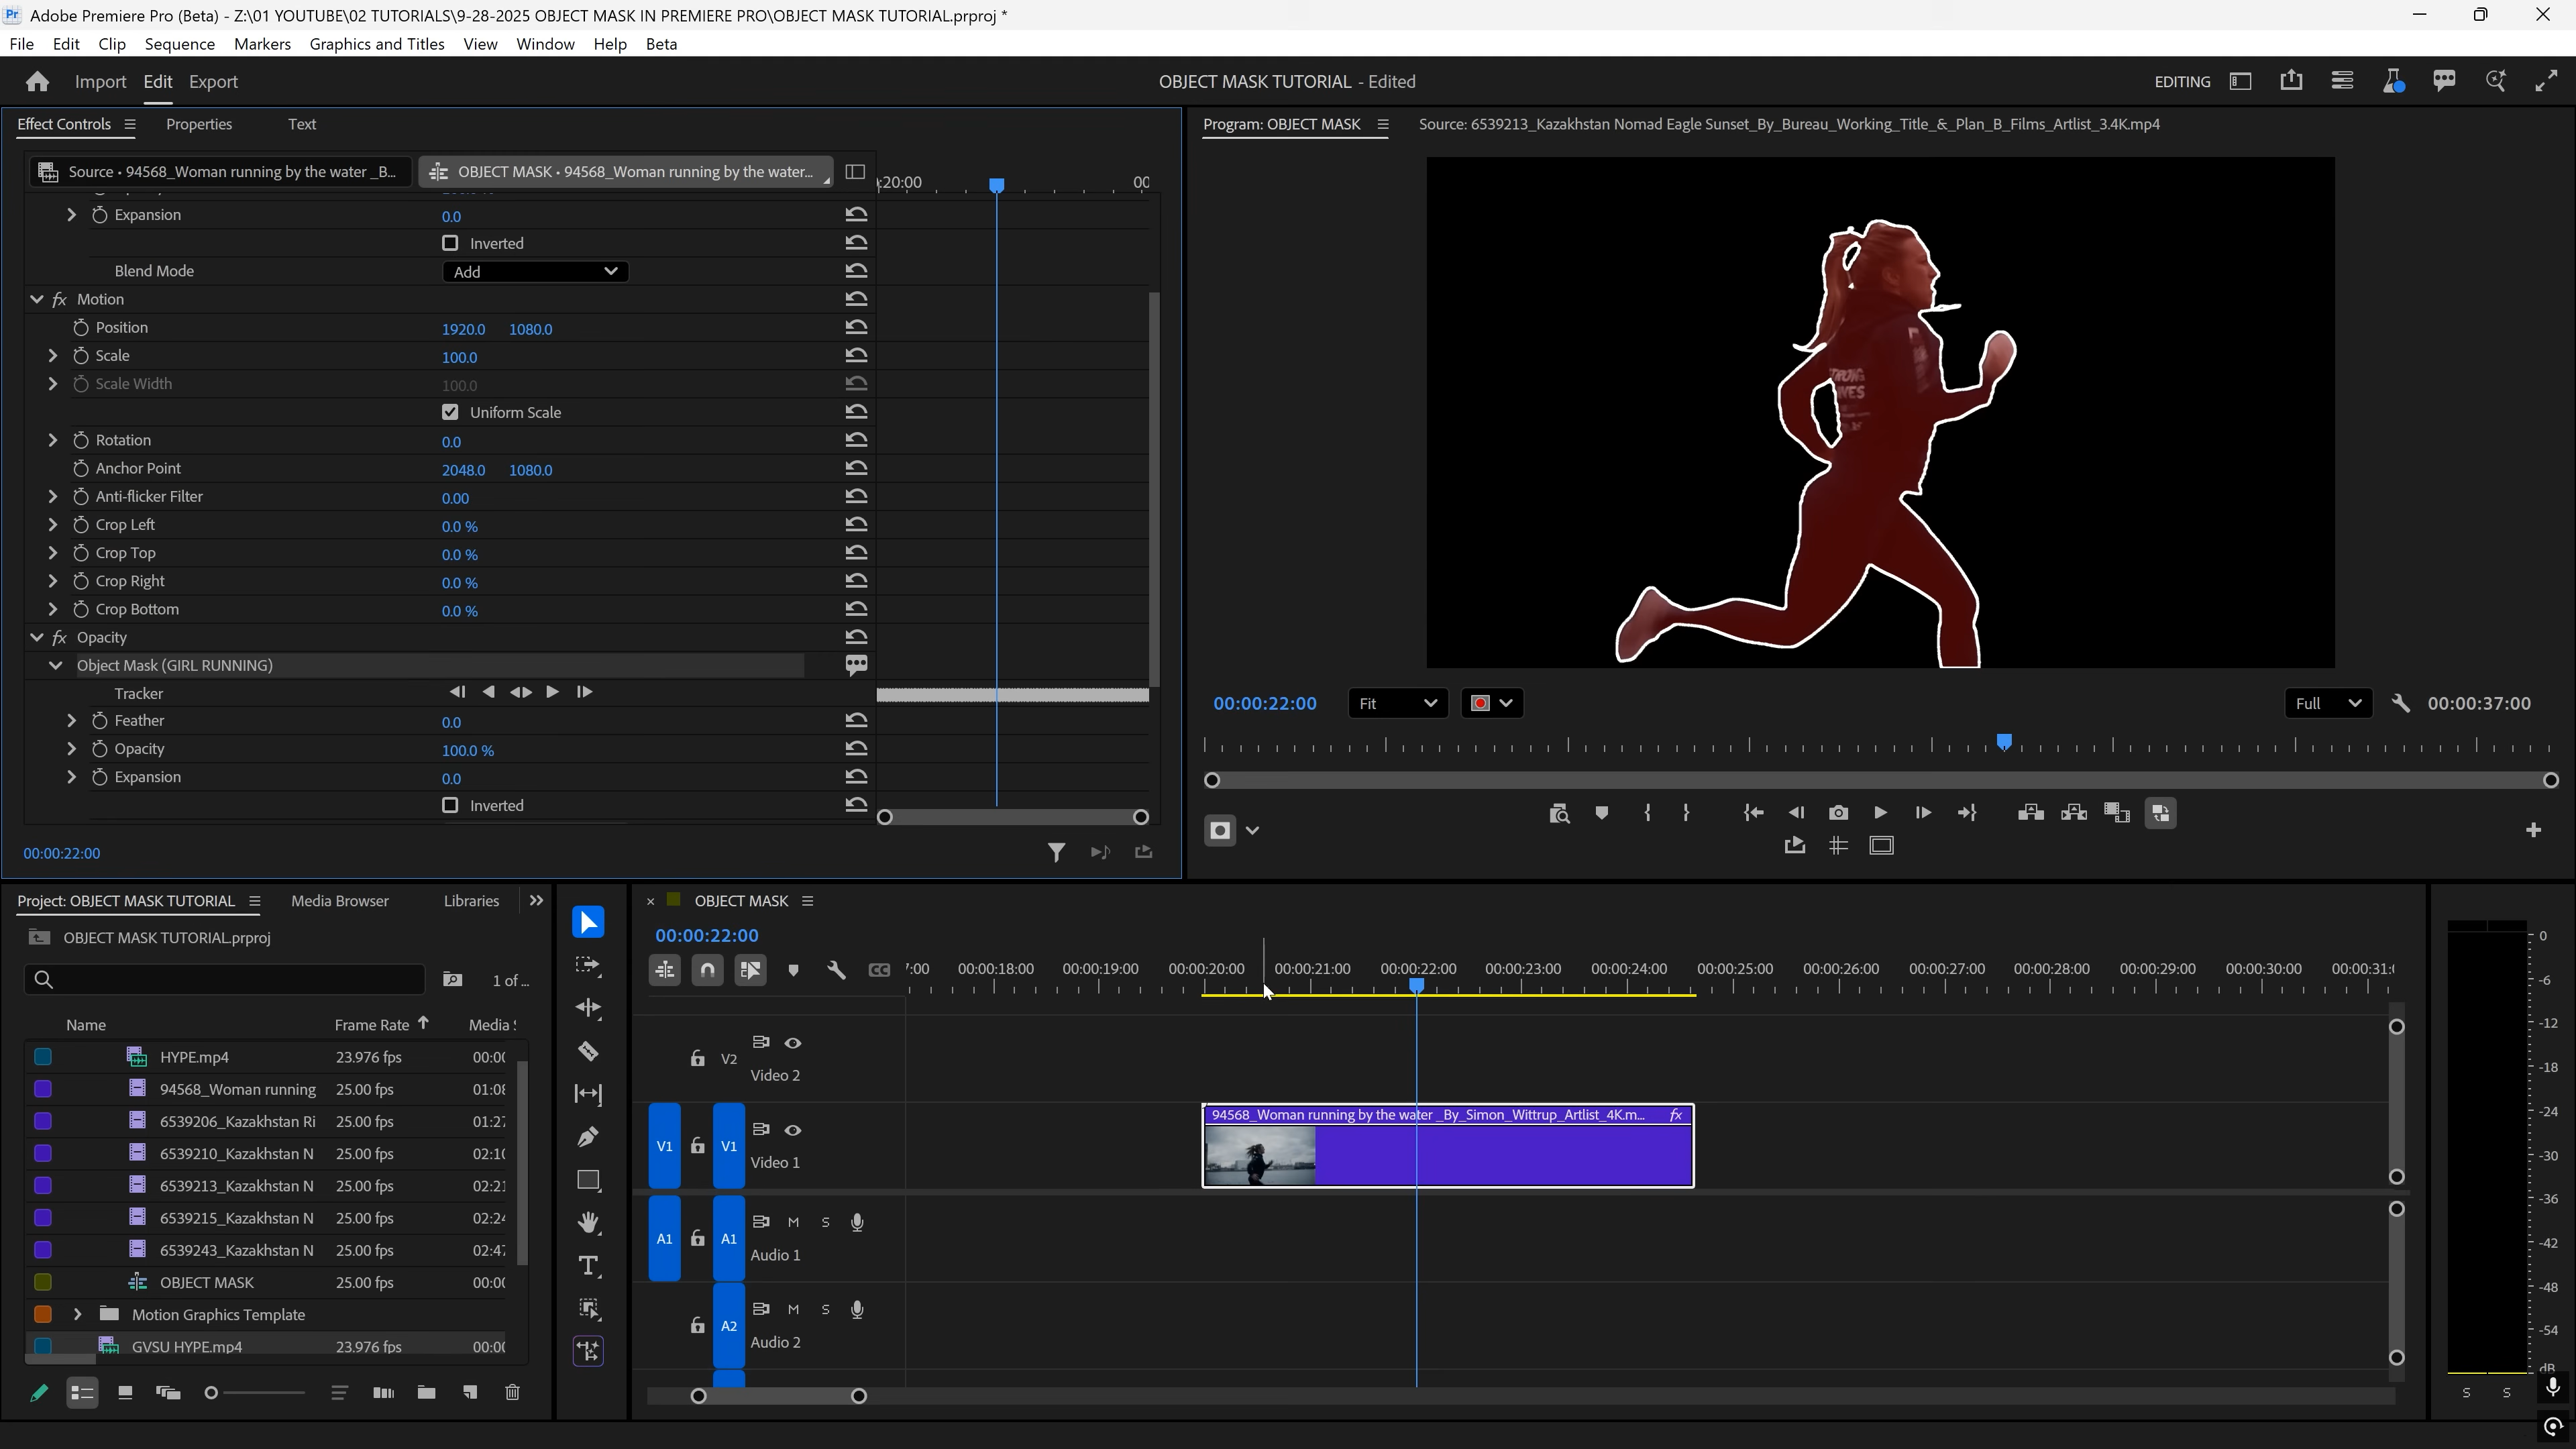 Pr Adobe Premiere Pro (Beta) - Z:\01 YOUTUBE\02 TUTORIALS\9-28-2025 OBJECT MASK IN PREMIERE PRO\OBJECT MASK TUTORIAL.prproj *
File Edit Clip Sequence Markers Graphics and Titles View Window Help Beta
Import Edit Export
OBJECT MASK TUTORIAL - Edited
EDITING
Effect Controls Properties Text
Source • 94568_Woman running by the water _B...
OBJECT MASK • 94568_Woman running by the water...
:20:00 00
Expansion 0.0
Inverted
Blend Mode Add
fx Motion
Position 1920.0 1080.0
Scale 100.0
Scale Width 100.0
Uniform Scale
Rotation 0.0
Anchor Point 2048.0 1080.0
Anti-flicker Filter 0.00
Crop Left 0.0 %
Crop Top 0.0 %
Crop Right 0.0 %
Crop Bottom 0.0 %
fx Opacity
Object Mask (GIRL RUNNING)
Tracker
Feather 0.0
Opacity 100.0 %
Expansion 0.0
Inverted
00:00:22:00
Program: OBJECT MASK
Source: 6539213_Kazakhstan Nomad Eagle Sunset_By_Bureau_Working_Title_&_Plan_B_Films_Artlist_3.4K.mp4
00:00:22:00 Fit Full 00:00:37:00
Project: OBJECT MASK TUTORIAL Media Browser Libraries
OBJECT MASK TUTORIAL.prproj
1 of ...
Name Frame Rate Media
HYPE.mp4 23.976 fps 00:00
94568_Woman running 25.00 fps 01:08
6539206_Kazakhstan Ri 25.00 fps 01:27
6539210_Kazakhstan N 25.00 fps 02:10
6539213_Kazakhstan N 25.00 fps 02:21
6539215_Kazakhstan N 25.00 fps 02:24
6539243_Kazakhstan N 25.00 fps 02:47
OBJECT MASK 25.00 fps 00:00
Motion Graphics Template
GVSU HYPE.mp4 23.976 fps 00:00
× OBJECT MASK
00:00:22:00
CC
7:00 00:00:18:00 00:00:19:00 00:00:20:00 00:00:21:00 00:00:22:00 00:00:23:00 00:00:24:00 00:00:25:00 00:00:26:00 00:00:27:00 00:00:28:00 00:00:29:00 00:00:30:00 00:00:31:
V2
Video 2
V1 V1
Video 1
94568_Woman running by the water _By_Simon_Wittrup_Artlist_4K.m... fx
A1 A1 M S
Audio 1
A2 M S
Audio 2
0
-6
-12
-18
-24
-30
-36
-42
-48
-54
dB
S S